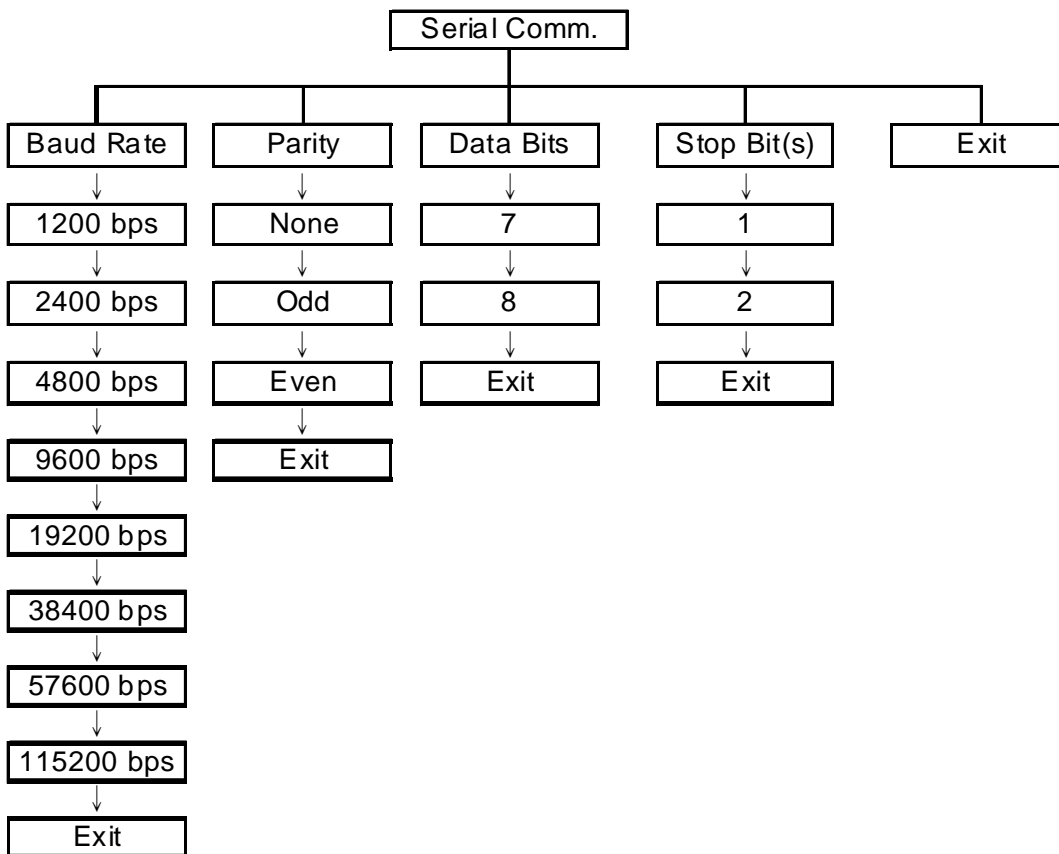 Serial Comm.
Baud Rate
Parity
Data Bits
Stop Bit(s)
Exit
1200 bps
None
7
1
2400 bps
Odd
8
2
4800 bps
Even
Exit
Exit
9600 bps
Exit
19200 bps
38400 bps
57600 bps
115200 bps
Exit